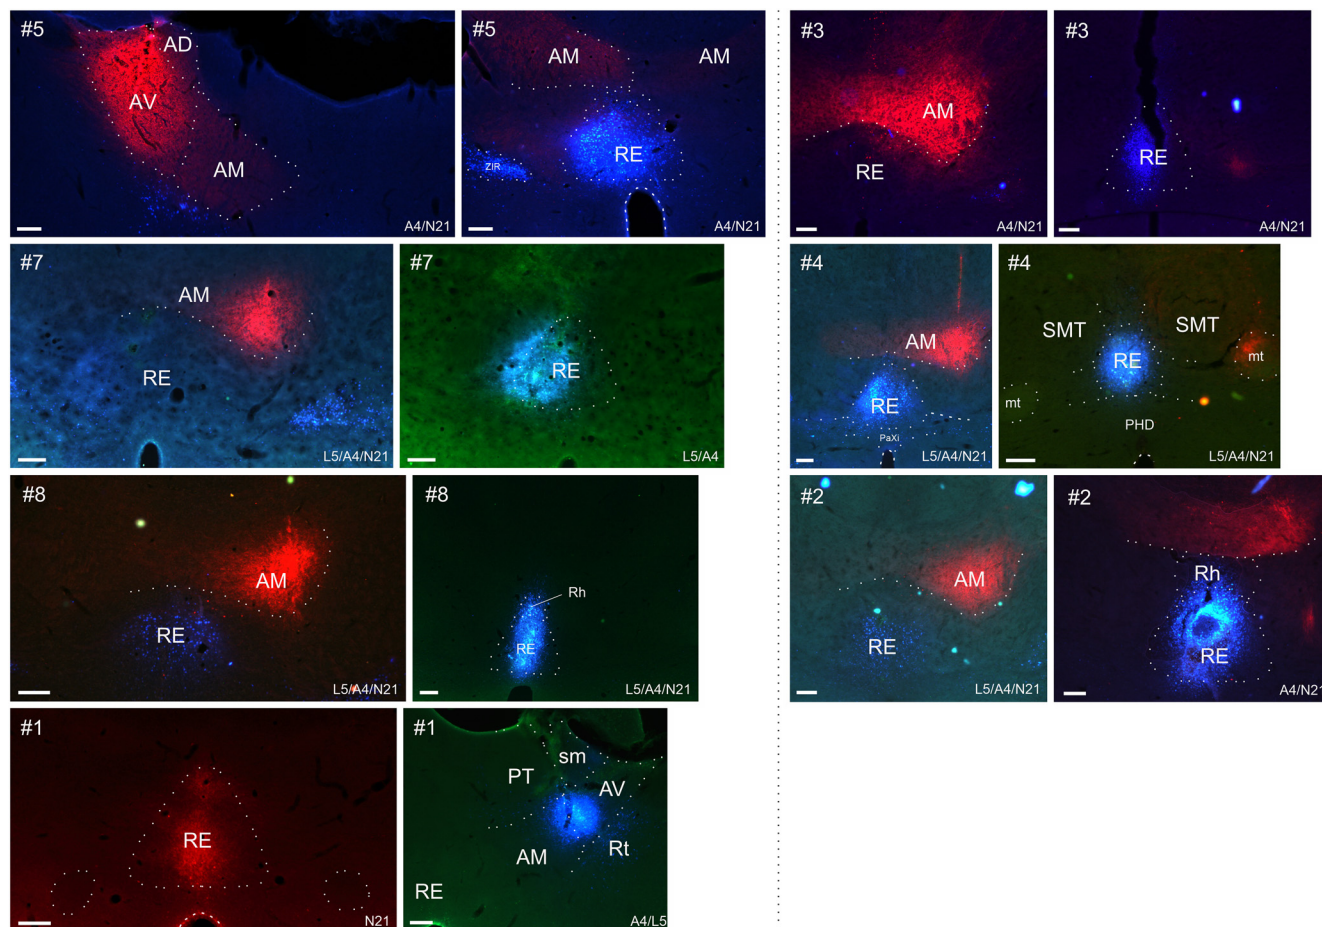 #5
AD
AV
AM
A4/N21
#5
AM
AM
RE
ZIR
A4/N21
#3
AM
RE
A4/N21
#3
RE
A4/N21
#7
AM
RE
L5/A4/N21
#7
RE
L5/A4
#4
AM
RE
PaXi
L5/A4/N21
#4
SMT
SMT
RE
mt
mt
PHD
L5/A4/N21
#8
AM
RE
L5/A4/N21
#8
Rh
RE
L5/A4/N21
#2
AM
RE
L5/A4/N21
#2
Rh
RE
A4/N21
#1
RE
N21
#1
sm
PT
AV
AM
Rt
RE
A4/L5